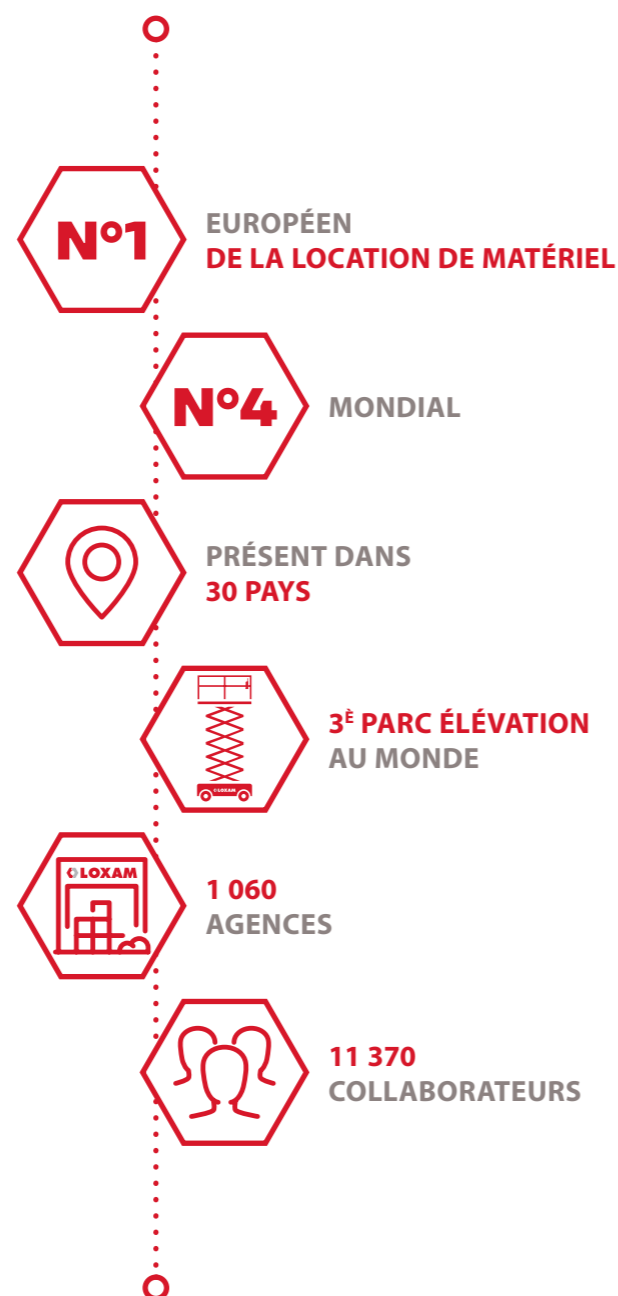 N°1
EUROPÉEN
DE LA LOCATION DE MATÉRIEL
N°4
MONDIAL
PRÉSENT DANS
30 PAYS
3È PARC ÉLÉVATION
AU MONDE
LOXAM
LOXAM
1 060
AGENCES
11 370
COLLABORATEURS